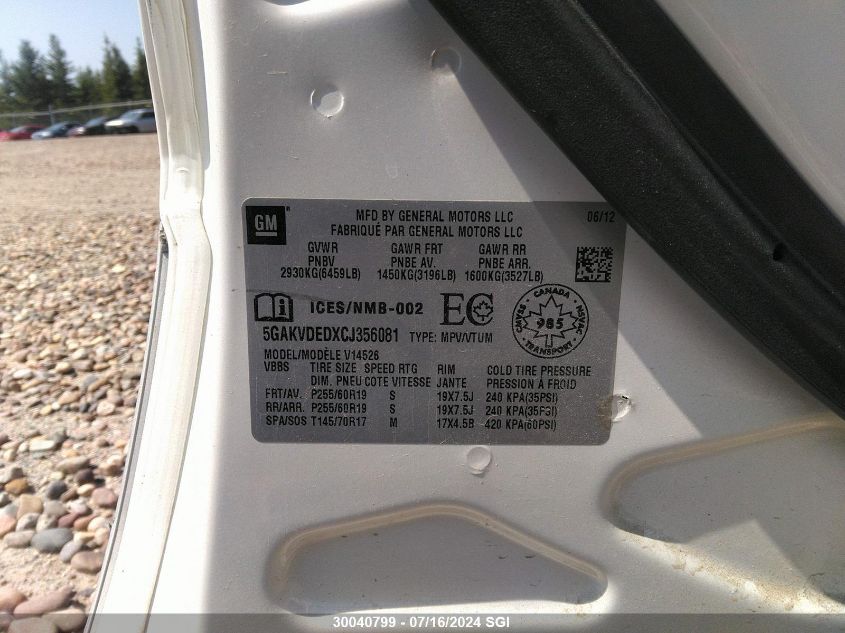 GM
MFD BY GENERAL MOTORS LLC 06/12
FABRIQUÉ PAR GENERAL MOTORS LLC
GVWR GAWR FRT GAWR RR
PNBV PNBE AV. PNBE ARR.
2930KG(6459LB) 1450KG(3196LB) 1600KG(3527LB)
ICES/NMB-002 EC
CANADA
SVAC NSVAC
985
TRANSPORT
5GAKVDEDXCJ356081 TYPE: MPV/VTUM
MODEL/MODÈLE V14526
VBBS TIRE SIZE SPEED RTG RIM COLD TIRE PRESSURE
DIM. PNEU COTE VITESSE JANTE PRESSION À FROID
FRT/AV. P255/60R19 S 19X7.5J 240 KPA(35PSI)
RR/ARR. P255/60R19 S 19X7.5J 240 KPA(35PSI)
SPA/SOS T145/70R17 M 17X4.5B 420 KPA(60PSI)
30040799 - 07/16/2024 SGI